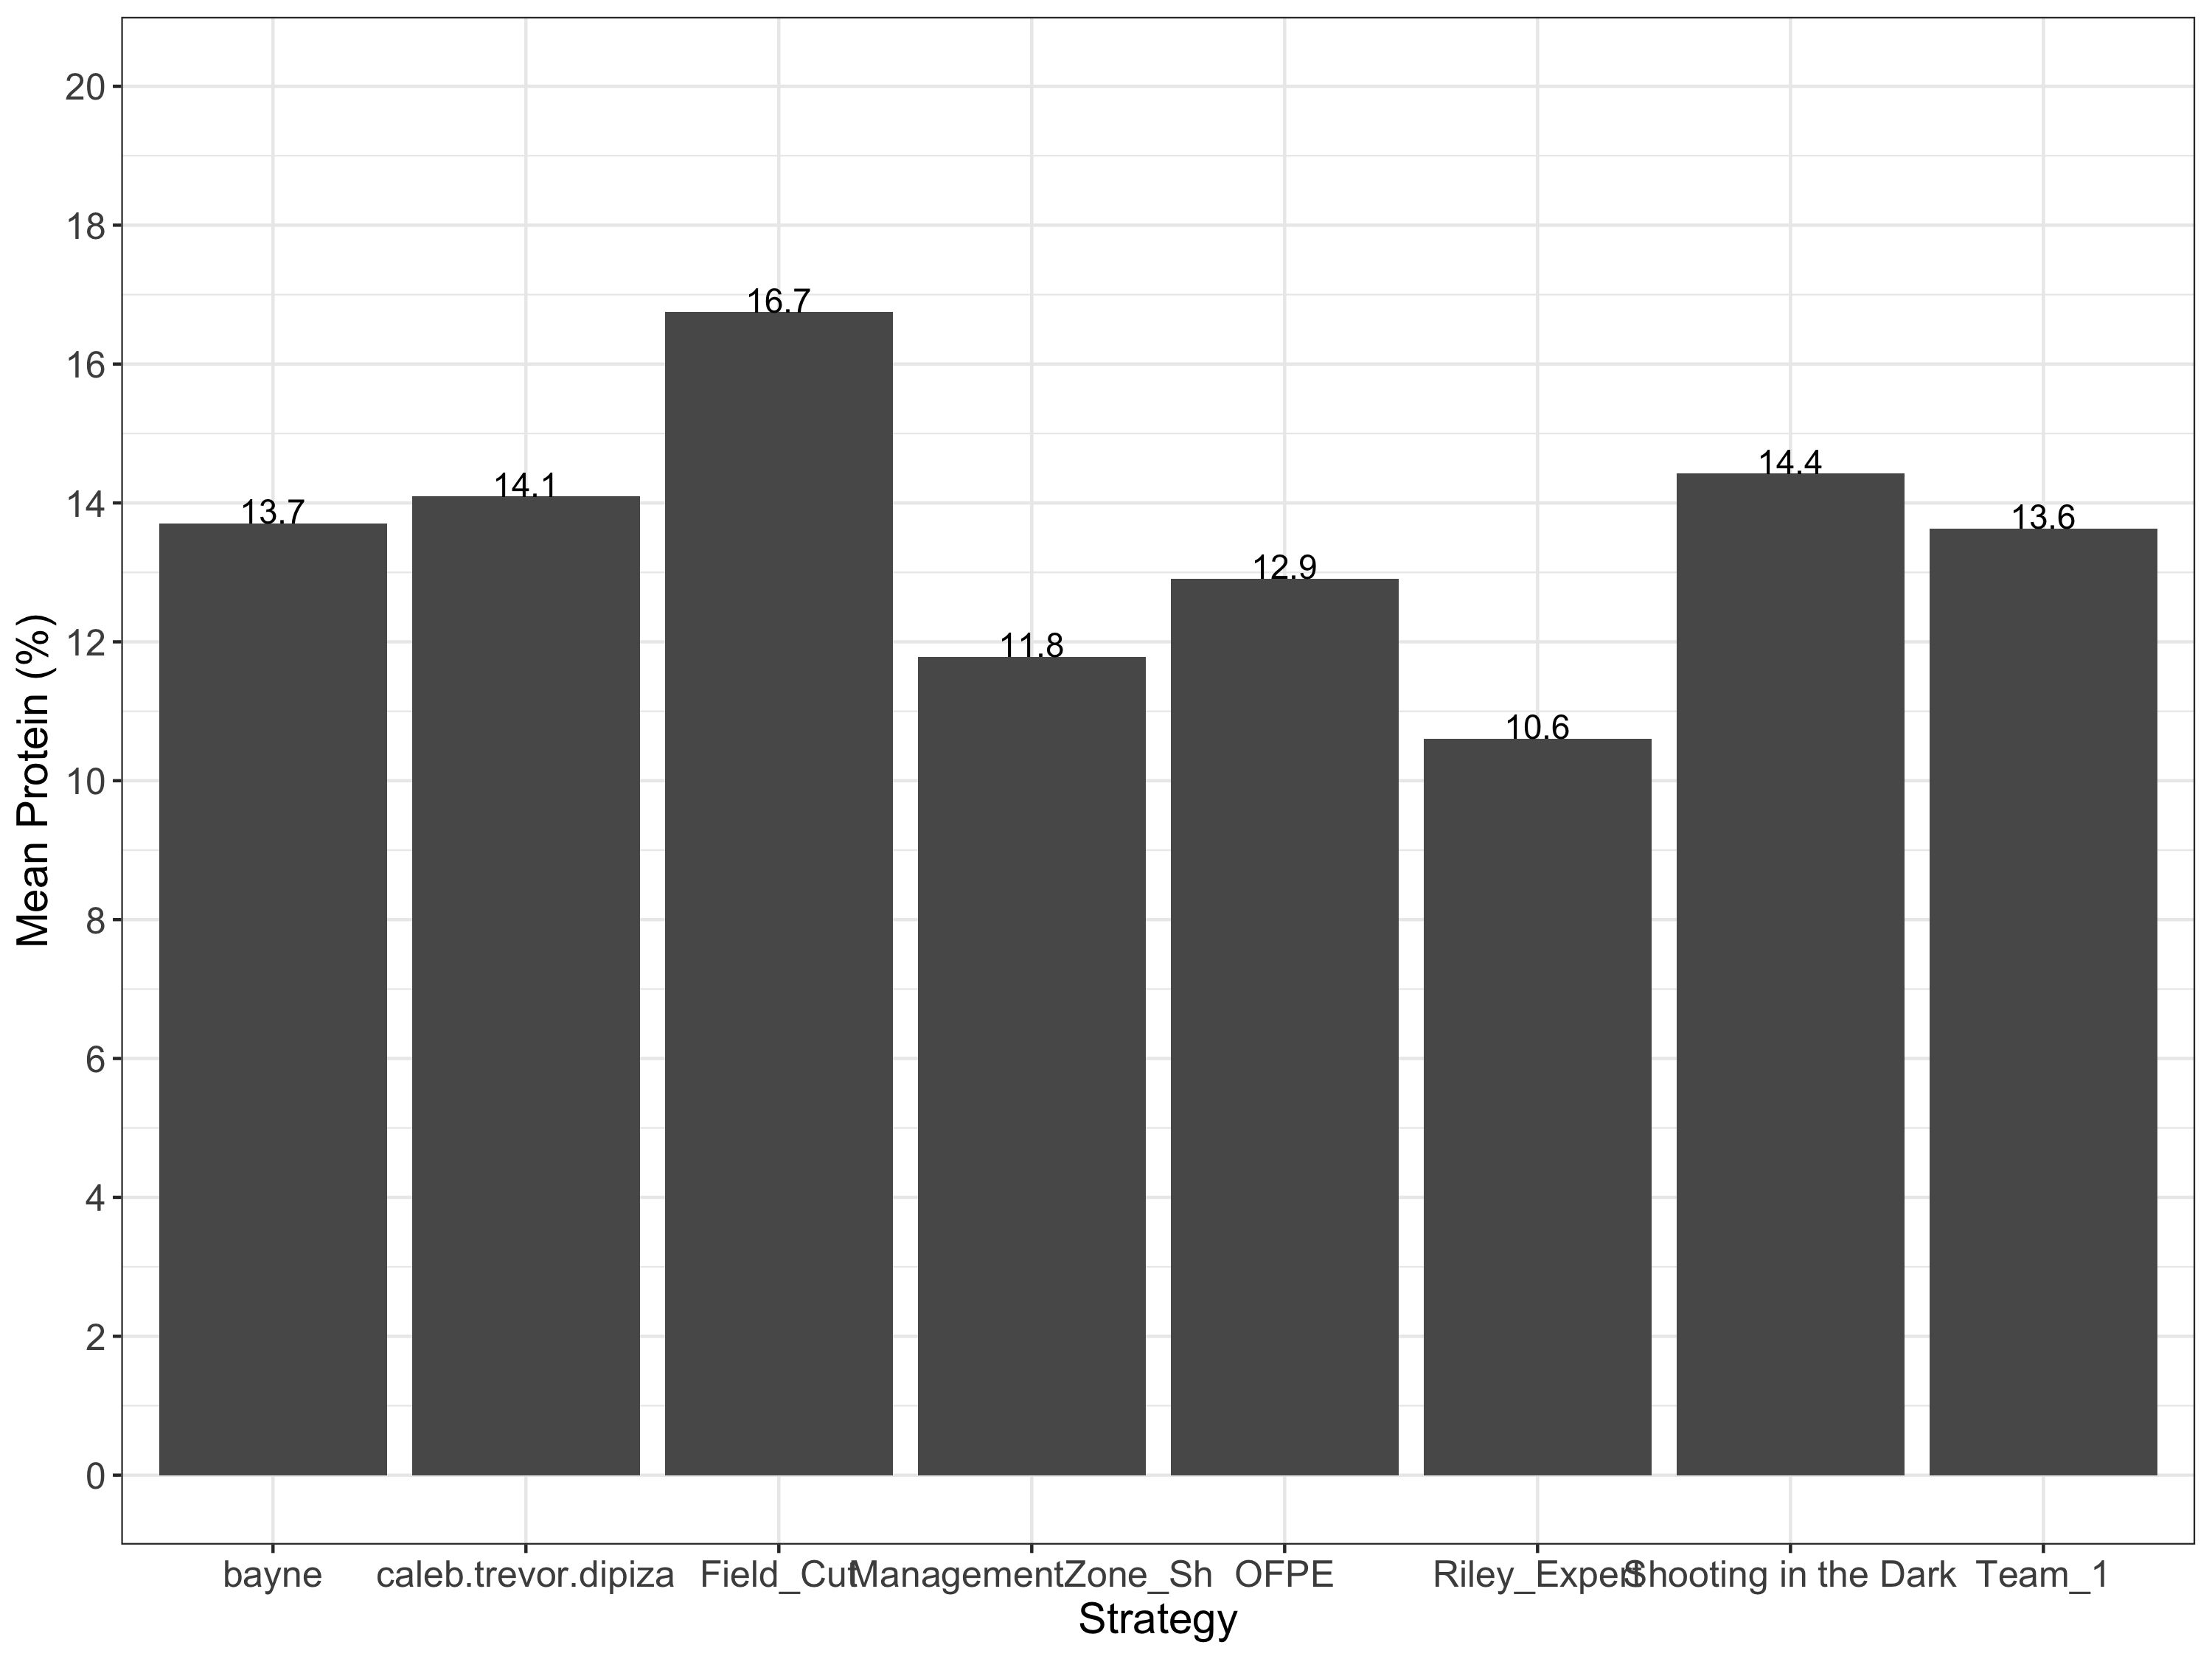 Mean Protein (%)
20
18
16
14
12
10
8
6
4
2
0
13.7
14.1
16.7
11.8
12.9
10.6
14.4
13.6
bayne
caleb.trevor.dipiza
Field_Cut
ManagementZone_Sh
OFPE
Riley_Expert
Shooting in the Dark
Team_1
Strategy